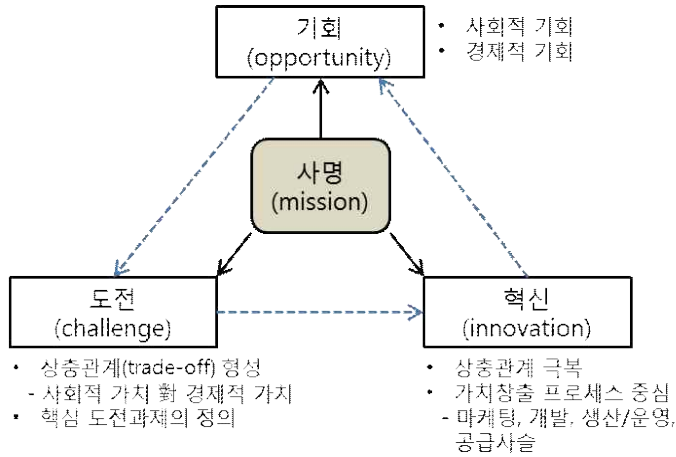 기회
(opportunity)
• 사회적 기회
• 경제적 기회
사명
(mission)
도전
(challenge)
• 상충관계(trade-off) 형성
- 사회적 가치 對 경제적 가치
• 핵심 도전과제의 정의
혁신
(innovation)
• 상충관계 극복
• 가치창출 프로세스 중심
- 마케팅, 개발, 생산/운영,
공급사슬